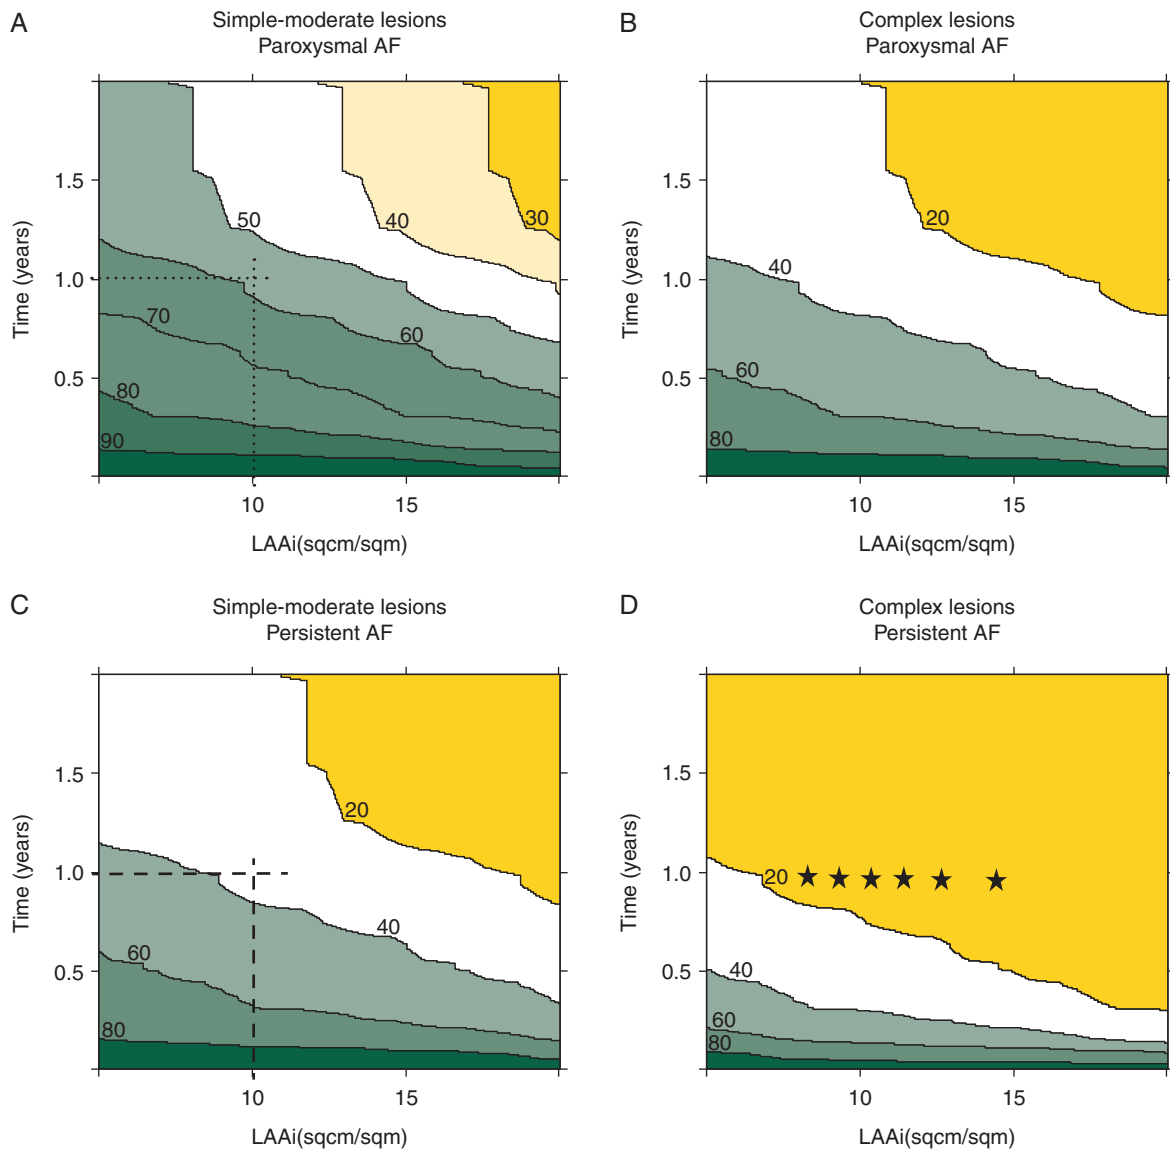 A
Simple-moderate lesions
Paroxysmal AF
1.5
1.0
0.5
Time (years)
50
40
30
70
60
80
90
10
15
LAAi(sqcm/sqm)
B
Complex lesions
Paroxysmal AF
1.5
1.0
0.5
Time (years)
20
40
60
80
10
15
LAAi(sqcm/sqm)
C
Simple-moderate lesions
Persistent AF
1.5
1.0
0.5
Time (years)
20
40
60
80
10
15
LAAi(sqcm/sqm)
D
Complex lesions
Persistent AF
1.5
1.0
0.5
Time (years)
20
40
60
80
10
15
LAAi(sqcm/sqm)